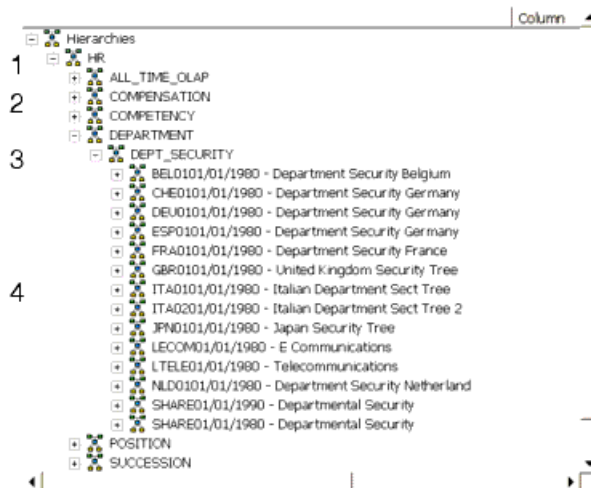 Column
Hierarchies
1
HR
ALL_TIME_OLAP
2
COMPENSATION
COMPETENCY
DEPARTMENT
3
DEPT_SECURITY
BEL0101/01/1980 - Department Security Belgium
CHE0101/01/1980 - Department Security Germany
DEU0101/01/1980 - Department Security Germany
ESP0101/01/1980 - Department Security Germany
FRA0101/01/1980 - Department Security France
GBR0101/01/1980 - United Kingdom Security Tree
4
ITA0101/01/1980 - Italian Department Sect Tree
ITA0201/01/1980 - Italian Department Sect Tree 2
JPN0101/01/1980 - Japan Security Tree
LECOM01/01/1980 - E Communications
LTELE01/01/1980 - Telecommunications
NLD0101/01/1980 - Department Security Netherland
SHARE01/01/1990 - Departmental Security
SHARE01/01/1980 - Departmental Security
POSITION
SUCCESSION